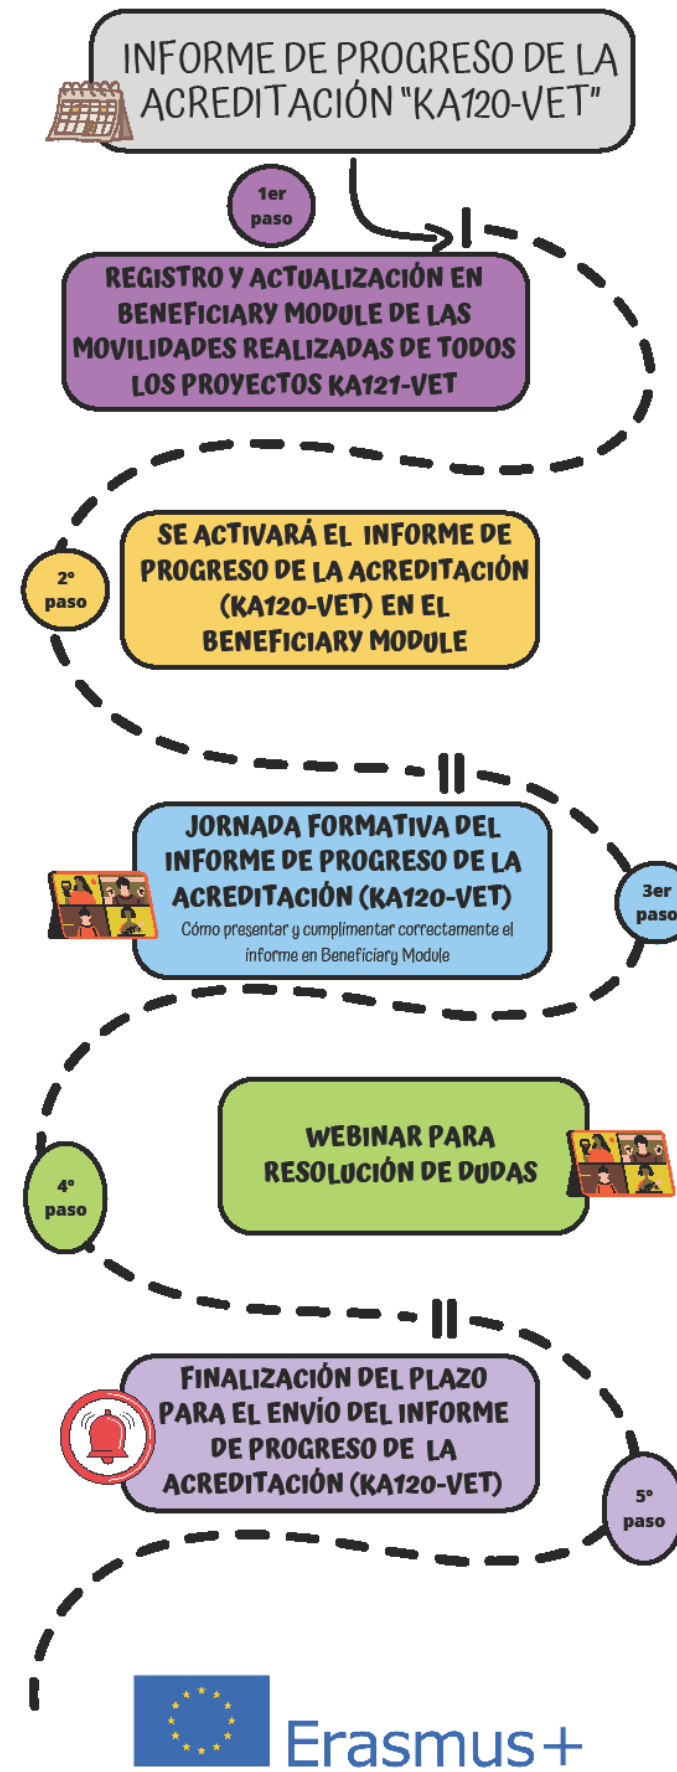 INFORME DE PROGRESO DE LA
ACREDITACIÓN "KA120-VET"
1er
paso
REGISTRO Y ACTUALIZACIÓN EN
BENEFICIARY MODULE DE LAS
MOVILIDADES REALIZADAS DE TODOS
LOS PROYECTOS KA121-VET
2º
paso
SE ACTIVARÁ EL INFORME DE
PROGRESO DE LA ACREDITACIÓN
(KA120-VET) EN EL
BENEFICIARY MODULE
JORNADA FORMATIVA DEL
INFORME DE PROGRESO DE LA
ACREDITACIÓN (KA120-VET)
Cómo presentar y cumplimentar correctamente el
informe en Beneficiary Module
3er
paso
4º
paso
WEBINAR PARA
RESOLUCIÓN DE DUDAS
FINALIZACIÓN DEL PLAZO
PARA EL ENVÍO DEL INFORME
DE PROGRESO DE LA
ACREDITACIÓN (KA120-VET)
5º
paso
Erasmus+